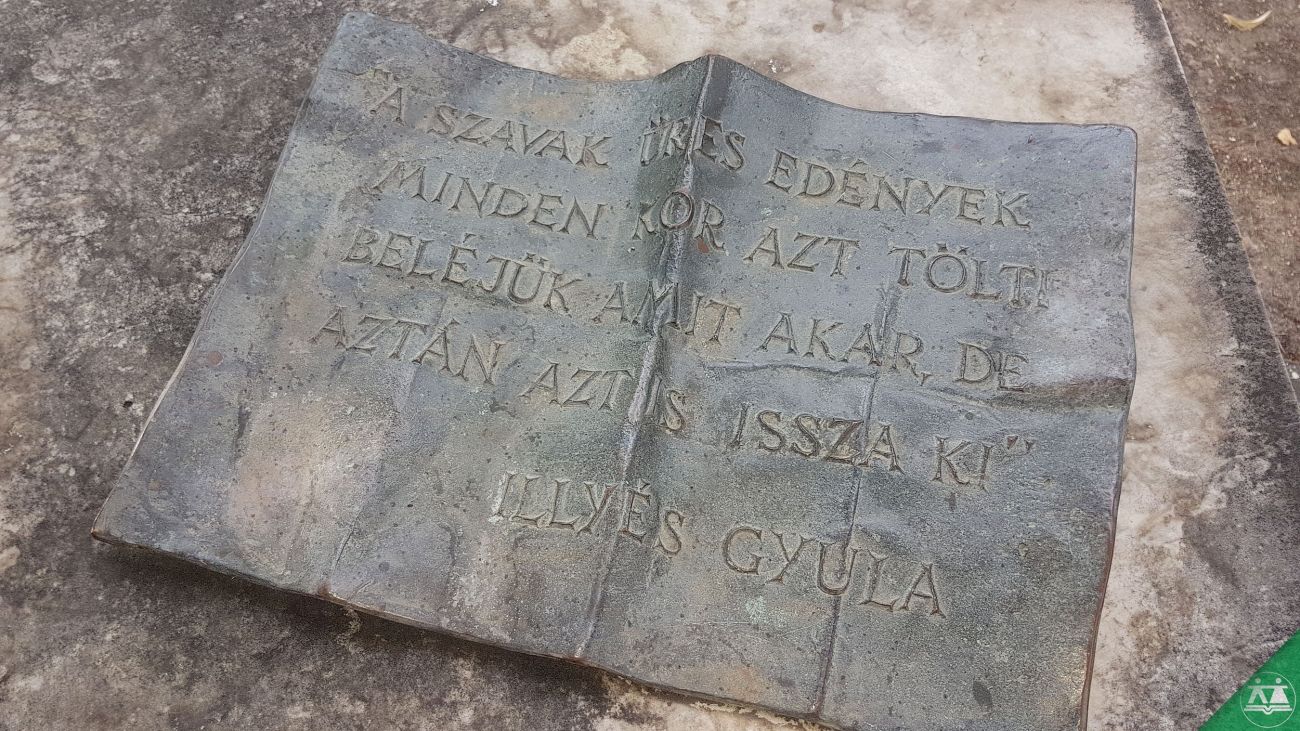 "A SZAVAK ÜRES EDÉNYEK
MINDEN KOR AZT TÖLTI
BELÉJÜK AMIT AKAR, DE
AZTÁN AZT IS ISSZA KI"
ILLYÉS GYULA